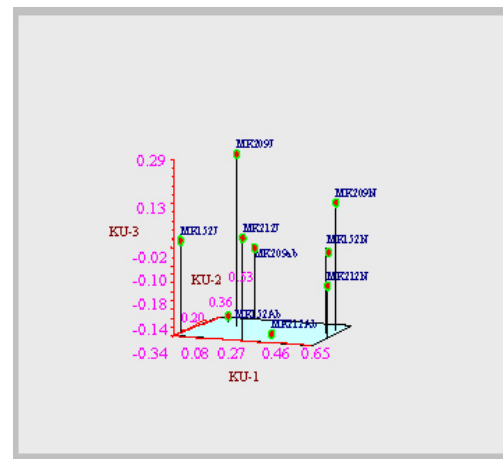 MK209J
0.29
MK209N
0.13
MK152J
MK212J
KU-3
MK152N
MK209ab
-0.02
KU-2
0.53
MK212N
-0.10
0.36
-0.18
0.20
MK152Ab
MK212Ab
-0.14
-0.34 0.08 0.27 0.46 0.65
KU-1